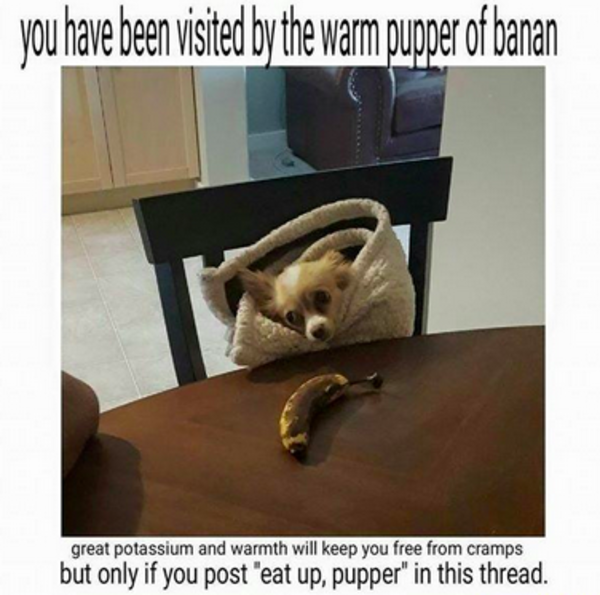 you have been visited by the warm pupper of banan
great potassium and warmth will keep you free from cramps
but only if you post "eat up, pupper" in this thread.